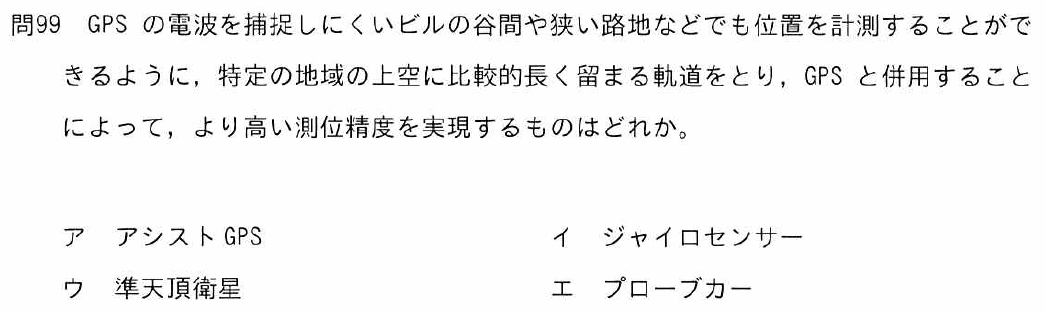 問99 GPS の電波を捕捉しにくいビルの谷間や狭い路地などでも位置を計測することがで
きるように，特定の地域の上空に比較的長く留まる軌道をとり，GPS と併用すること
によって，より高い測位精度を実現するものはどれか。
ア アシスト GPS イ ジャイロセンサー
ウ 準天頂衛星 エ プローブカー